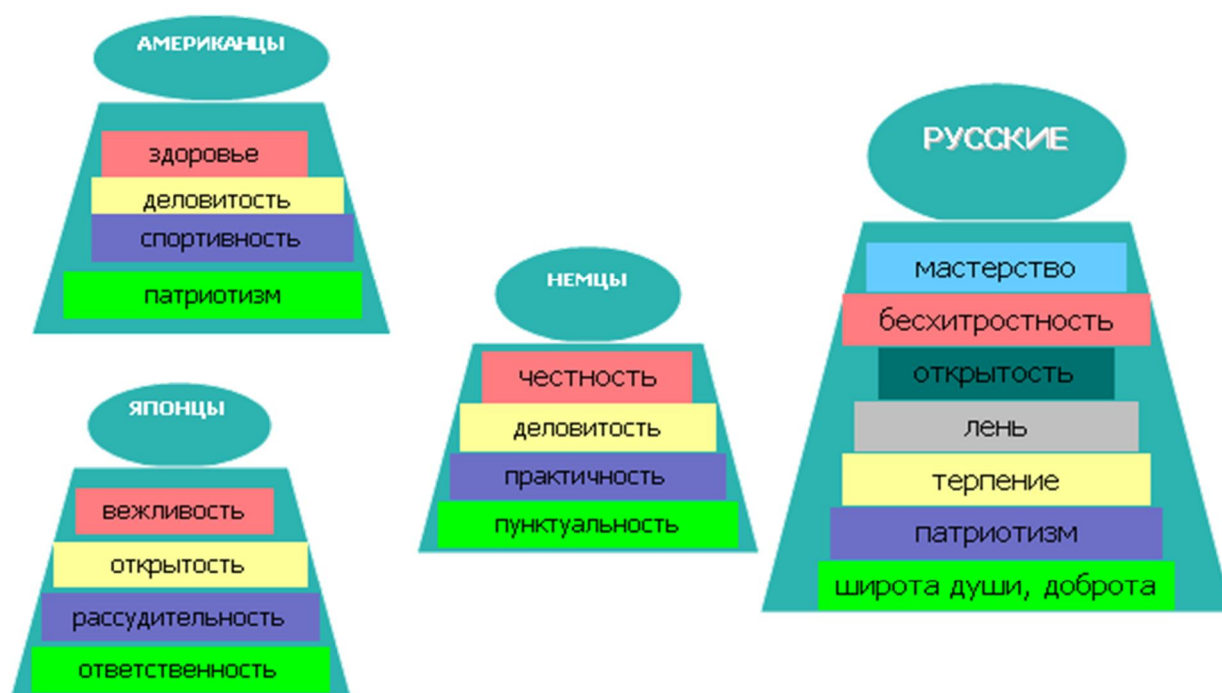 АМЕРИКАНЦЫ
здоровье
деловитость
спортивность
патриотизм
ЯПОНЦЫ
вежливость
открытость
рассудительность
ответственность
НЕМЦЫ
честность
деловитость
практичность
пунктуальность
РУССКИЕ
мастерство
бесхитростность
открытость
лень
терпение
патриотизм
широта души, доброта